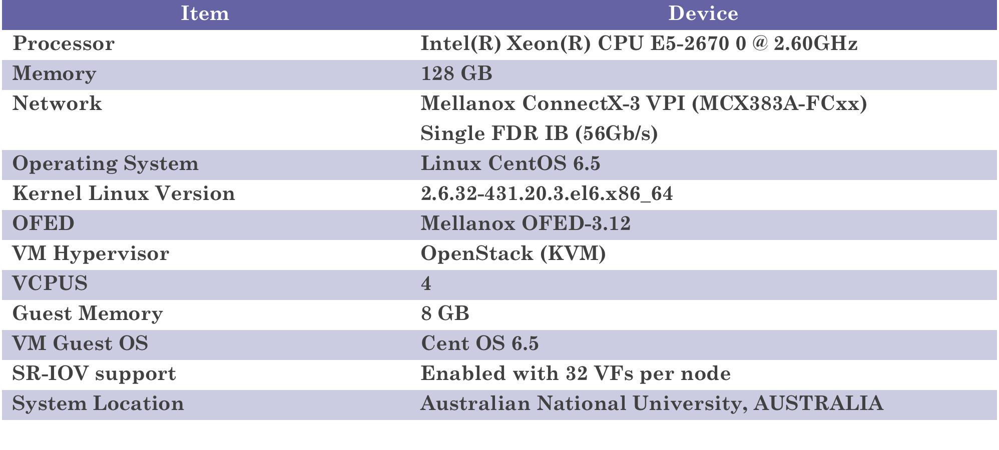 Item Device
Processor Intel(R) Xeon(R) CPU E5-2670 0 @ 2.60GHz
Memory 128 GB
Network Mellanox ConnectX-3 VPI (MCX383A-FCxx)
Single FDR IB (56Gb/s)
Operating System Linux CentOS 6.5
Kernel Linux Version 2.6.32-431.20.3.el6.x86_64
OFED Mellanox OFED-3.12
VM Hypervisor OpenStack (KVM)
VCPUS 4
Guest Memory 8 GB
VM Guest OS Cent OS 6.5
SR-IOV support Enabled with 32 VFs per node
System Location Australian National University, AUSTRALIA